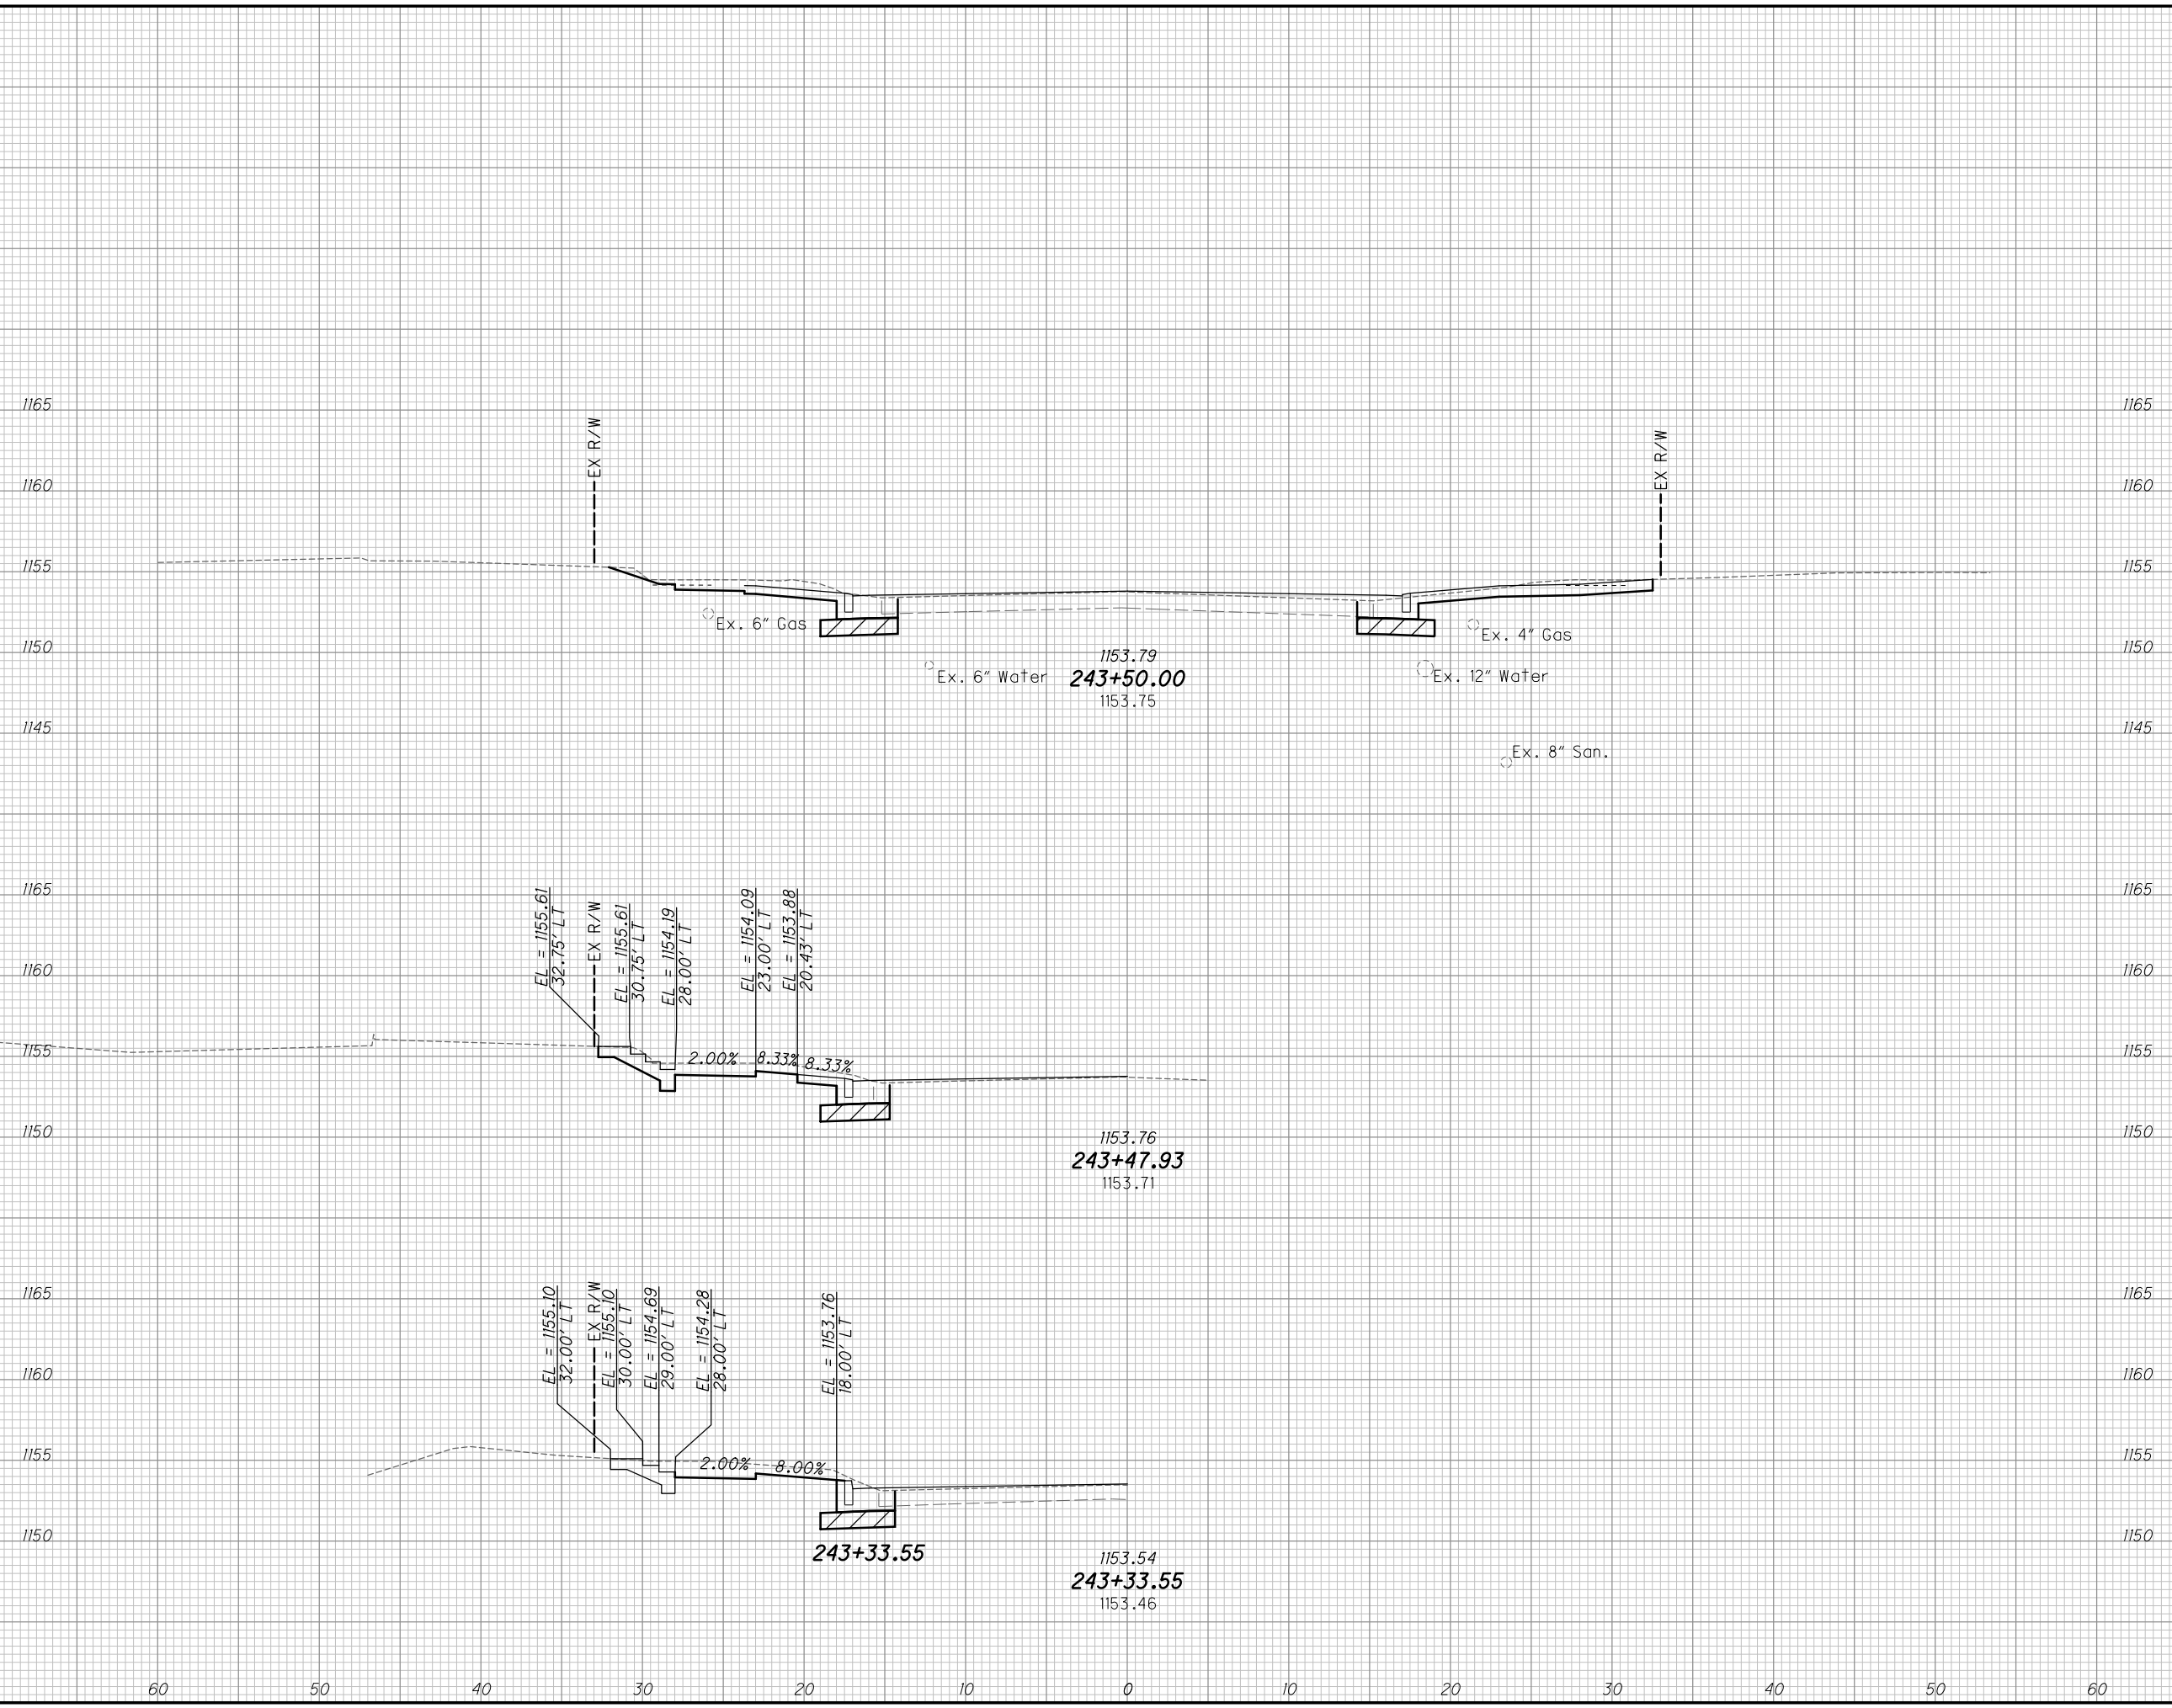 EX R/W
EX R/W
1165 1165
1160 1160
1155 1155
Ex. 6" Gas
Ex. 4" Gas
1150 1150
1153.79
Ex. 6" Water
243+50.00
Ex. 12" Water
1153.75
1145 1145
Ex. 8" San.
1165 1165
EL = 1155.61
32.75' LT
EX R/W
EL = 1155.61
30.75' LT
EL = 1154.19
28.00' LT
EL = 1154.09
23.00' LT
EL = 1153.88
20.43' LT
1160 1160
1155 1155
2.00% 8.33% 8.33%
1150 1150
1153.76
243+47.93
1153.71
1165 1165
EL = 1155.10
32.00' LT
EX R/W
EL = 1155.10
30.00' LT
EL = 1154.69
29.00' LT
EL = 1154.28
28.00' LT
EL = 1153.76
18.00' LT
1160 1160
1155 1155
2.00% 8.00%
1150 1150
243+33.55
1153.54
243+33.55
1153.46
60 50 40 30 20 10 0 10 20 30 40 50 60